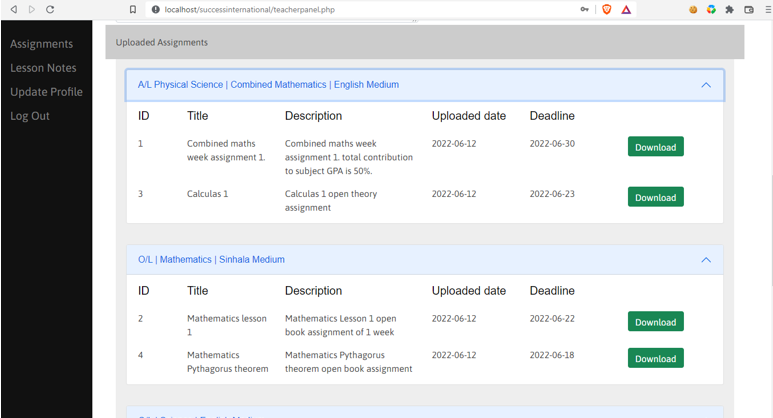 localhost/successinternational/teacherpanel.php
Assignments
Lesson Notes
Update Profile
Log Out
Uploaded Assignments
A/L Physical Science | Combined Mathematics | English Medium
ID Title Description Uploaded date Deadline
1 Combined maths Combined maths week 2022-06-12 2022-06-30 Download
week assignment 1. assignment 1. total contribution
to subject GPA is 50%.
3 Calculas 1 Calculas 1 open theory 2022-06-12 2022-06-23 Download
assignment
O/L | Mathematics | Sinhala Medium
ID Title Description Uploaded date Deadline
2 Mathematics lesson Mathematics Lesson 1 open 2022-06-12 2022-06-22 Download
1 book assignment of 1 week
4 Mathematics Mathematics Pythagorus 2022-06-12 2022-06-18 Download
Pythagorus theorem theorem open book assignment